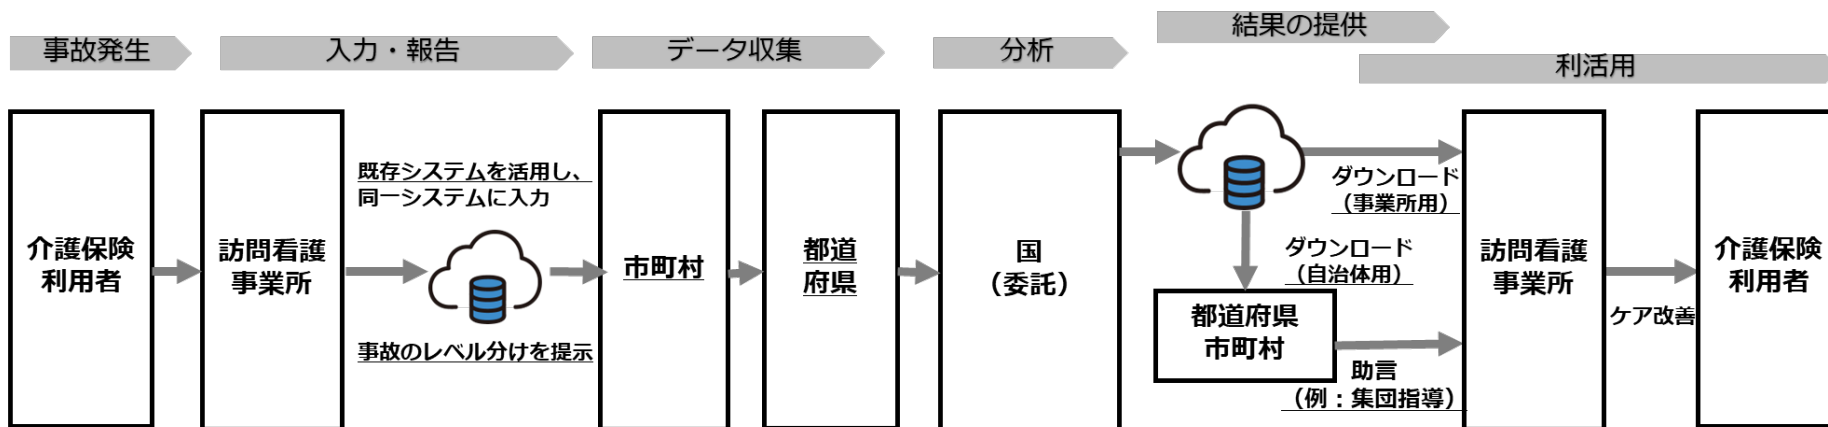 事故発生
入力・報告
データ収集
分析
結果の提供
利活用
介護保険
利用者
訪問看護
事業所
既存システムを活用し、
同一システムに入力
事故のレベル分けを提示
市町村
都道
府県
国
（委託）
ダウンロード
（事業所用）
ダウンロード
（自治体用）
都道府県
市町村
助言
（例：集団指導）
訪問看護
事業所
ケア改善
介護保険
利用者